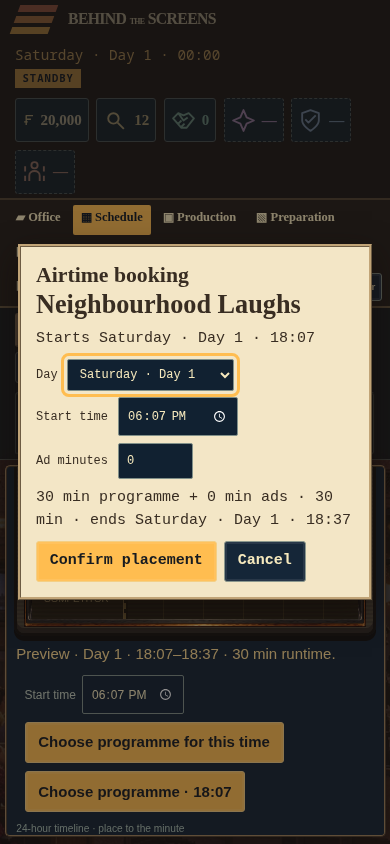 BEHIND THE SCREENS
Saturday · Day 1 · 00:00
STANDBY
F 20,000
12
0
—
—
—
Office
Schedule
Production
Preparation
Airtime booking
Neighbourhood Laughs
Starts Saturday · Day 1 · 18:07
Day Saturday · Day 1
Start time 06:07 PM
Ad minutes 0
30 min programme + 0 min ads · 30
min · ends Saturday · Day 1 · 18:37
Confirm placement Cancel
Preview · Day 1 · 18:07–18:37 · 30 min runtime.
Start time 06:07 PM
Choose programme for this time
Choose programme · 18:07
24-hour timeline · place to the minute